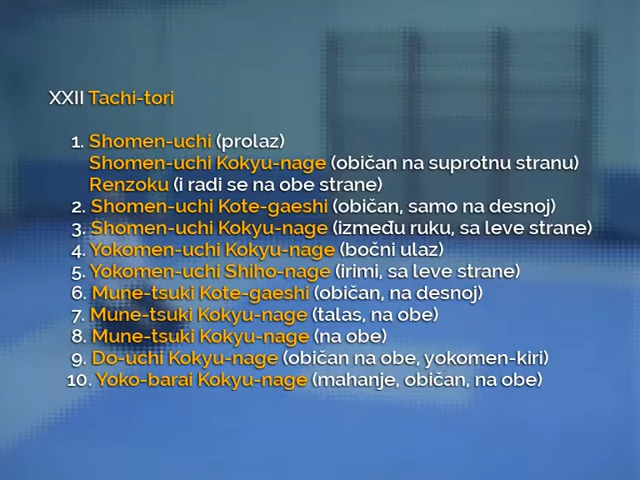 XXII Tachi-tori
1. Shomen-uchi (prolaz)
Shomen-uchi Kokyu-nage (običan na suprotnu stranu)
Renzoku (i radi se na obe strane)
2. Shomen-uchi Kote-gaeshi (običan, samo na desnoj)
3. Shomen-uchi Kokyu-nage (između ruku, sa leve strane)
4. Yokomen-uchi Kokyu-nage (bočni ulaz)
5. Yokomen-uchi Shiho-nage (irimi, sa leve strane)
6. Mune-tsuki Kote-gaeshi (običan, na desnoj)
7. Mune-tsuki Kokyu-nage (talas, na obe)
8. Mune-tsuki Kokyu-nage (na obe)
9. Do-uchi Kokyu-nage (običan na obe, yokomen-kiri)
10. Yoko-barai Kokyu-nage (mahanje, običan, na obe)